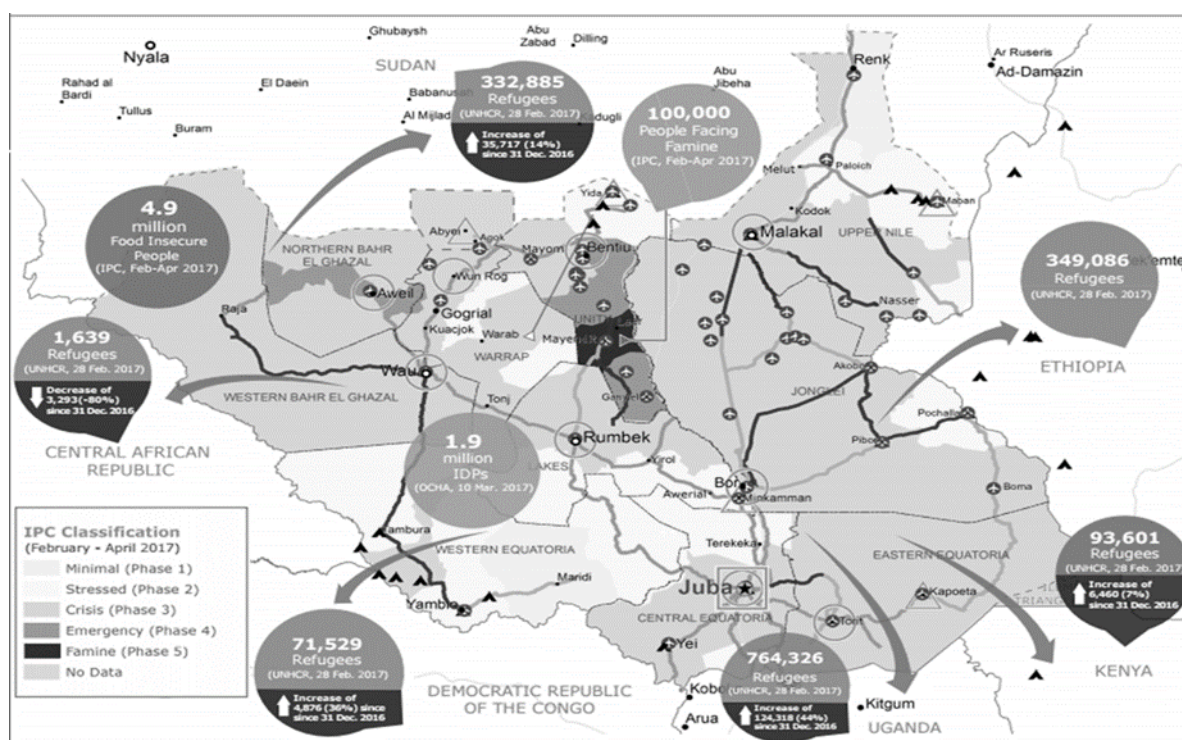 Ghubaysh
Abu
Zabad
Dilling
Nyala
SUDAN
Renk
Ar Ruseris
Ad-Damazin
Rahad al
Bardi
El Daein
Tullus
Buram
Babanusah
Al Mijlad
Abu
Jibeha
332,885
Refugees
(UNHCR, 28 Feb. 2017)
Increase of
35,717 (14%)
since 31 Dec. 2016
100,000
People Facing
Famine
(IPC, Feb-Apr 2017)
Melut
Paloich
Maban
Kodok
Malakal
UPPER NILE
Nasser
4.9
million
Food Insecure
People
(IPC, Feb-Apr 2017)
NORTHERN BAHR
EL GHAZAL
Abyei
Agok
Yida
Mayom
Bentiu
Wun Rog
Aweil
Gogrial
Raja
Kuacjok
Warab
WARRAP
349,086
Refugees
(UNHCR, 28 Feb. 2017)
ETHIOPIA
1,639
Refugees
(UNHCR, 28 Feb. 2017)
Decrease of
3,293(-80%)
since 31 Dec. 2016
CENTRAL AFRICAN
REPUBLIC
Wau
WESTERN BAHR EL GHAZAL
Tonj
Akobo
JONGLEI
Pochalla
Pibor
1.9
million
IDPs
(OCHA, 10 Mar. 2017)
Rumbek
LAKES
Yirol
Awerial
Bor
Minkamman
Boma
IPC Classification
(February - April 2017)
Minimal (Phase 1)
Stressed (Phase 2)
Crisis (Phase 3)
Emergency (Phase 4)
Famine (Phase 5)
No Data
Tambura
WESTERN EQUATORIA
Maridi
Yambio
Terekeka
Juba
CENTRAL EQUATORIA
EASTERN EQUATORIA
Kapoeta
Torit
Yei
93,601
Refugees
(UNHCR, 28 Feb. 2017)
Increase of
6,460 (7%)
since 31 Dec. 2016
KENYA
71,529
Refugees
(UNHCR, 28 Feb. 2017)
Increase of
4,876 (36%) since
since 31 Dec. 2016
DEMOCRATIC REPUBLIC
OF THE CONGO
Arua
764,326
Refugees
(UNHCR, 28 Feb. 2017)
Increase of
124,318 (44%)
since 31 Dec. 2016
Kitgum
UGANDA